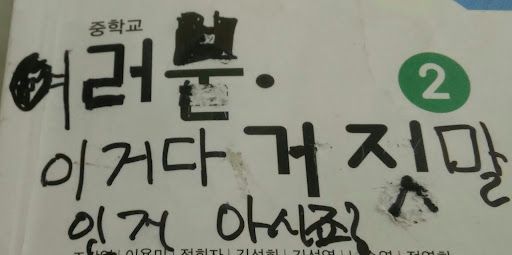 중학교
여러분. 2
이거다 거짓말
인거 아시죠?